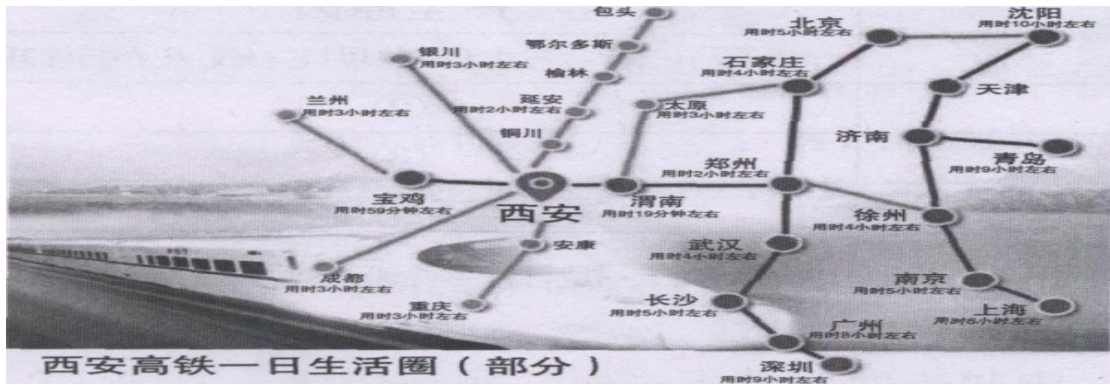 包头
北京
用时5小时左右
沈阳
用时10小时左右
鄂尔多斯
银川
用时3小时左右
石家庄
用时4小时左右
榆林
天津
兰州
用时3小时左右
延安
用时2小时左右
太原
用时3小时左右
铜川
济南
青岛
用时9小时左右
郑州
用时2小时左右
宝鸡
用时59分钟左右
西安
渭南
用时19分钟左右
徐州
用时4小时左右
安康
武汉
用时4小时左右
成都
用时3小时左右
南京
用时5小时左右
重庆
用时3小时左右
长沙
用时5小时左右
上海
用时6小时左右
广州
用时8小时左右
深圳
用时9小时左右
西安高铁一日生活圈（部分）